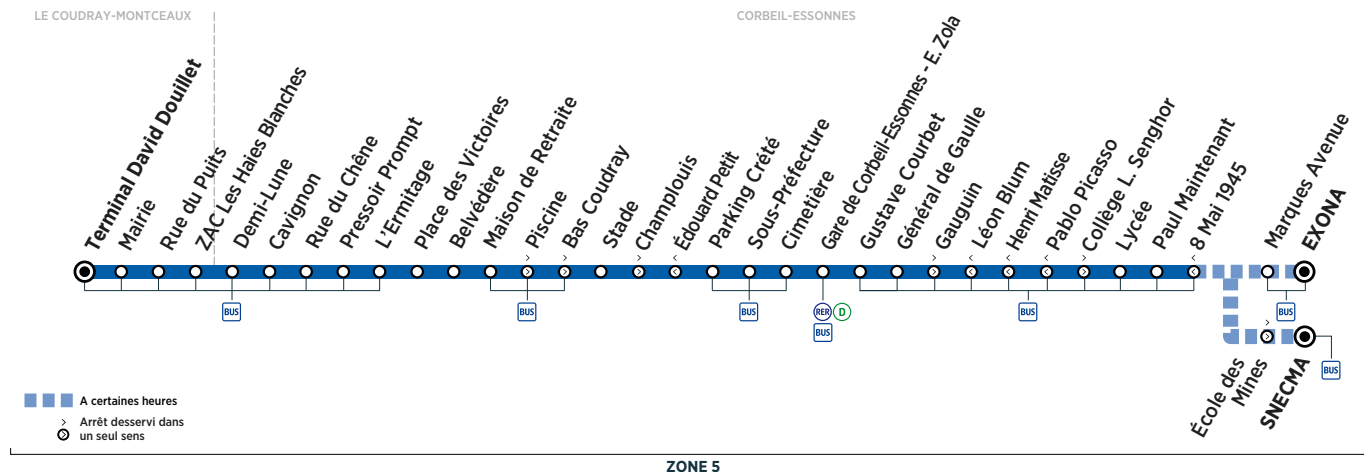 LE COUDRAY-MONTCEAUX
CORBEIL-ESSONNES
Terminal David Douillet
Mairie
Rue du Puits
ZAC Les Haies Blanches
Demi-Lune
Cavignon
Rue du Chêne
Pressoir Prompt
L'Ermitage
Place des Victoires
Belvédère
Maison de Retraite
Piscine
Bas Coudray
Stade
Champlouis
Édouard Petit
Parking Crété
Sous-Préfecture
Cimetière
Gare de Corbeil-Essonnes - E. Zola
Gustave Courbet
Général de Gaulle
Gauguin
Léon Blum
Henri Matisse
Pablo Picasso
Collège L. Senghor
Lycée
Paul Maintenant
8 Mai 1945
Marques Avenue
EXONA
BUS
BUS
BUS
RER D
BUS
BUS
BUS
École des
Mines
SNECMA
BUS
A certaines heures
Arrêt desservi dans
un seul sens
ZONE 5